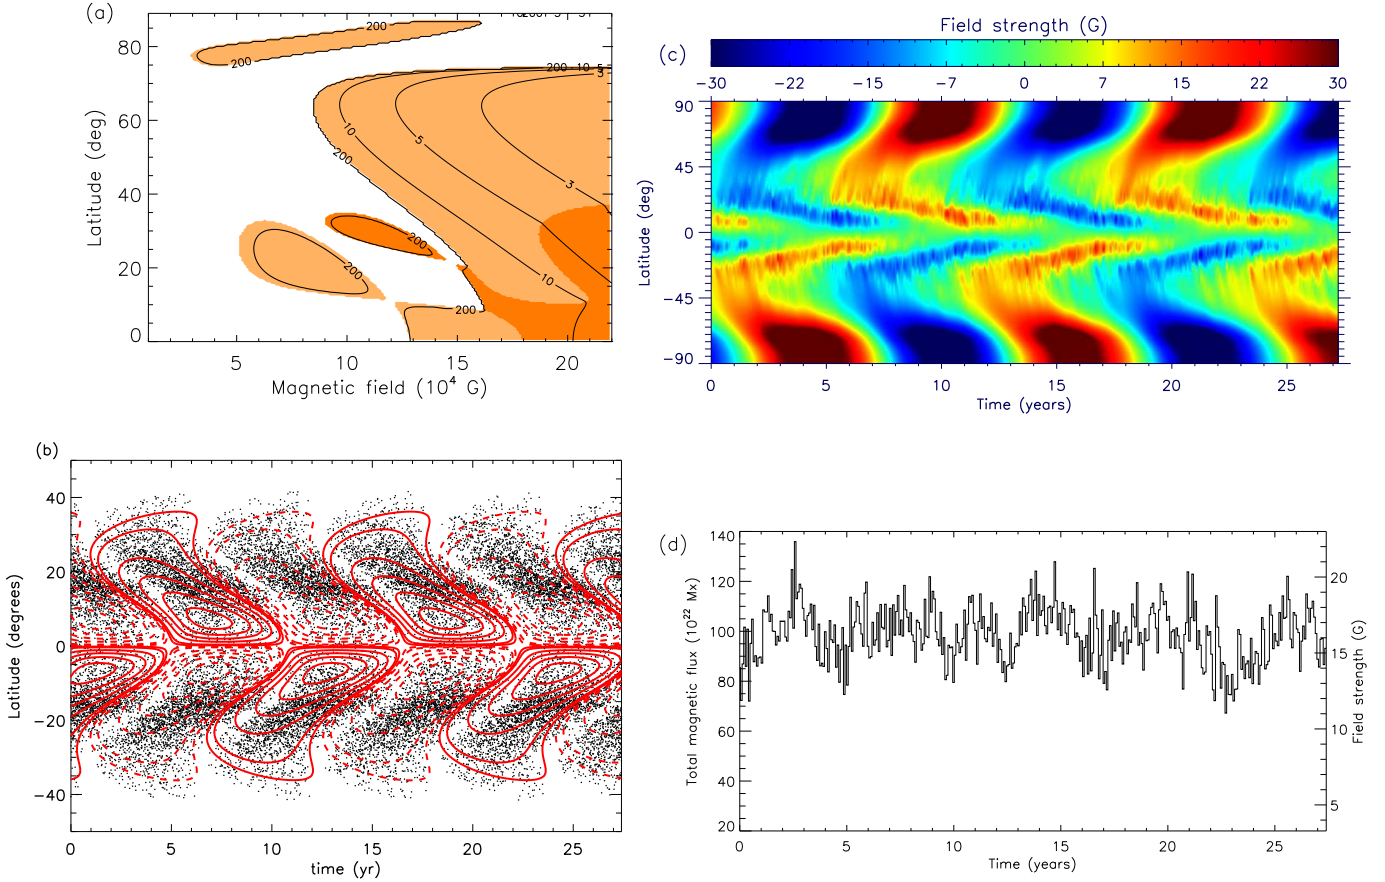 (a)
200
200
200 10 5
3
10
5
200
3
200
200
10
200
80
60
40
20
0
Latitude (deg)
5 10 15 20
Magnetic field (10⁴ G)
Field strength (G)
(c)
−30 −22 −15 −7 0 7 15 22 30
90
45
0
−45
−90
Latitude (deg)
0 5 10 15 20 25
Time (years)
(b)
40
20
0
−20
−40
Latitude (degrees)
0 5 10 15 20 25
time (yr)
(d)
140
120
100
80
60
40
20
Total magnetic flux (10²² Mx)
20
15
10
5
Field strength (G)
0 5 10 15 20 25
Time (years)